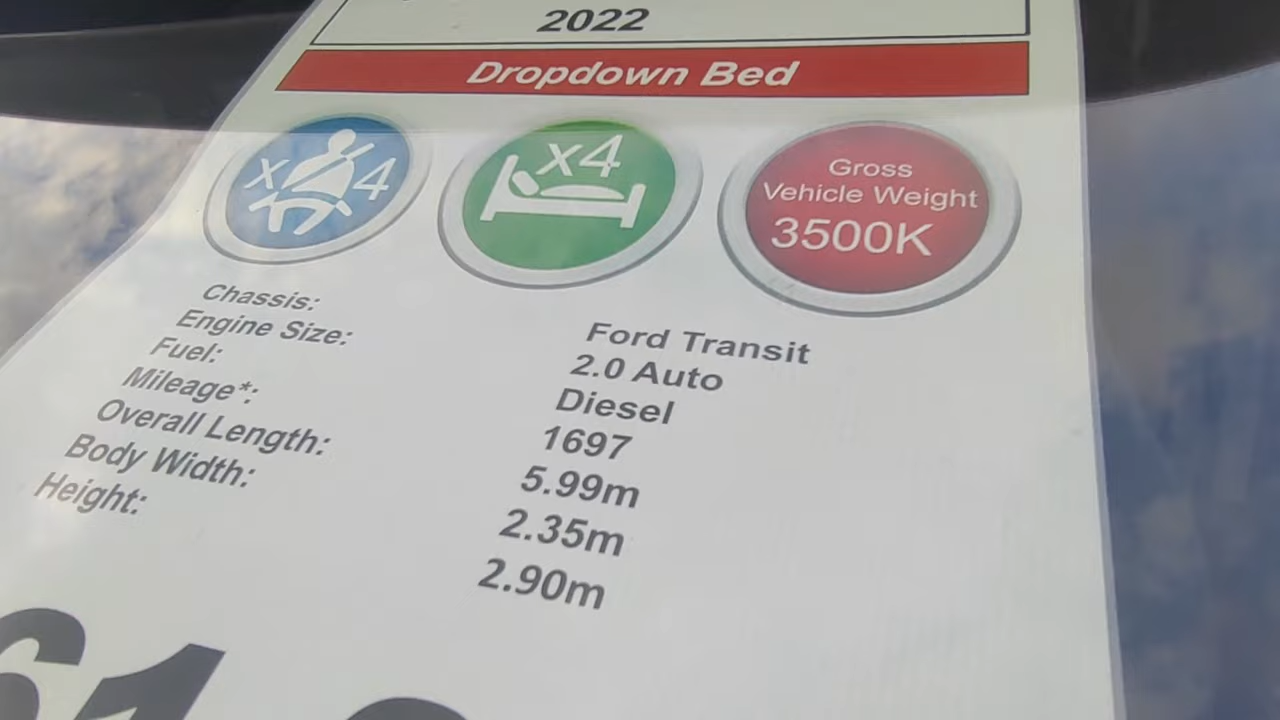 2022
Dropdown Bed
x 4
x4
Gross
Vehicle Weight
3500K
Chassis: Ford Transit
Engine Size: 2.0 Auto
Fuel: Diesel
Mileage*: 1697
Overall Length: 5.99m
Body Width: 2.35m
Height: 2.90m